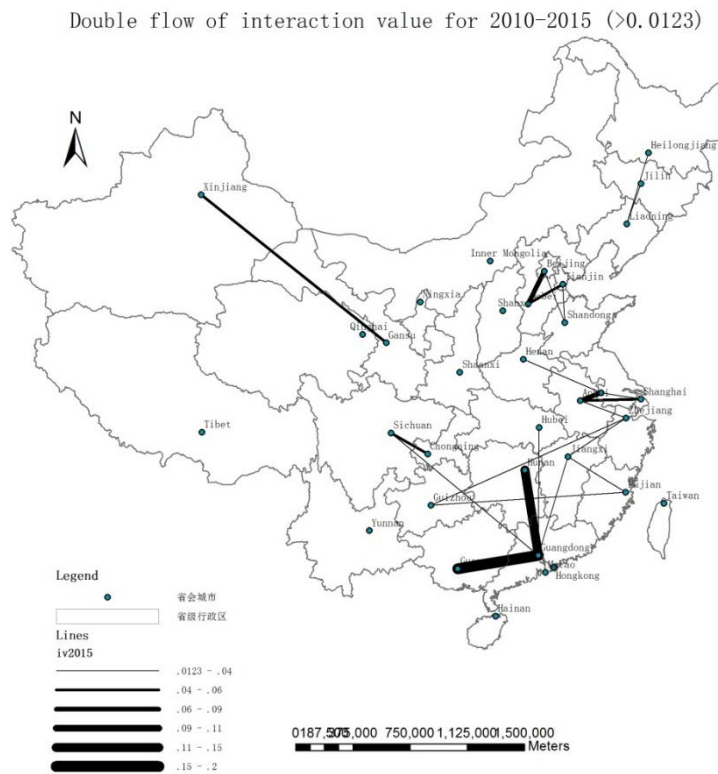 Double flow of interaction value for 2010-2015 (>0.0123)
N
Heilongjiang
Jilin
Liaoning
Xinjiang
Inner Mongolia
Beijing
Tianjin
Ningxia
Shanxi
Shandong
Qinghai
Gansu
Henan
Shaanxi
Shanghai
Zhejiang
Tibet
Sichuan
Hubei
Chongqing
Jiangxi
Hunan
Guizhou
Fujian
Taiwan
Yunnan
Guangdong
Macao
Hongkong
Hainan
Legend
省会城市
省级行政区
Lines
iv2015
.0123 - .04
.04 - .06
.06 - .09
.09 - .11
.11 - .15
.15 - .2
750,000 1,125,000 1,500,000
Meters